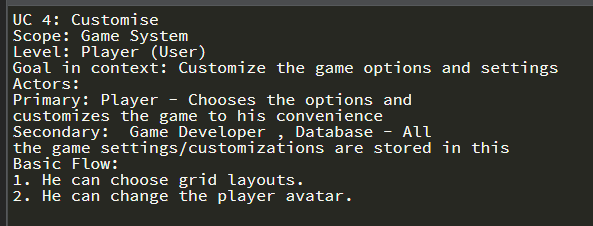 UC 4: Customise
Scope: Game System
Level: Player (User)
Goal in context: Customize the game options and settings
Actors:
Primary: Player - Chooses the options and
customizes the game to his convenience
Secondary:  Game Developer , Database - All
the game settings/customizations are stored in this
Basic Flow:
1. He can choose grid layouts.
2. He can change the player avatar.